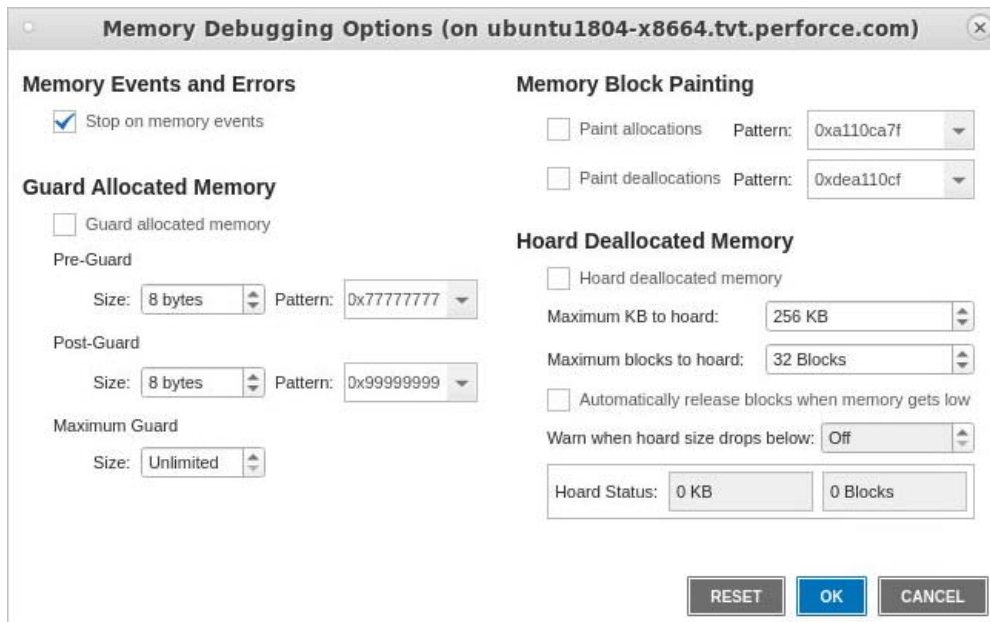 Memory Debugging Options (on ubuntu1804-x8664.tvt.perforce.com)
Memory Events and Errors
Stop on memory events
Guard Allocated Memory
Guard allocated memory
Pre-Guard
Size: 8 bytes Pattern: 0x77777777
Post-Guard
Size: 8 bytes Pattern: 0x99999999
Maximum Guard
Size: Unlimited
Memory Block Painting
Paint allocations Pattern: 0xa110ca7f
Paint deallocations Pattern: 0xdea110cf
Hoard Deallocated Memory
Hoard deallocated memory
Maximum KB to hoard: 256 KB
Maximum blocks to hoard: 32 Blocks
Automatically release blocks when memory gets low
Warn when hoard size drops below: Off
Hoard Status: 0 KB 0 Blocks
RESET OK CANCEL